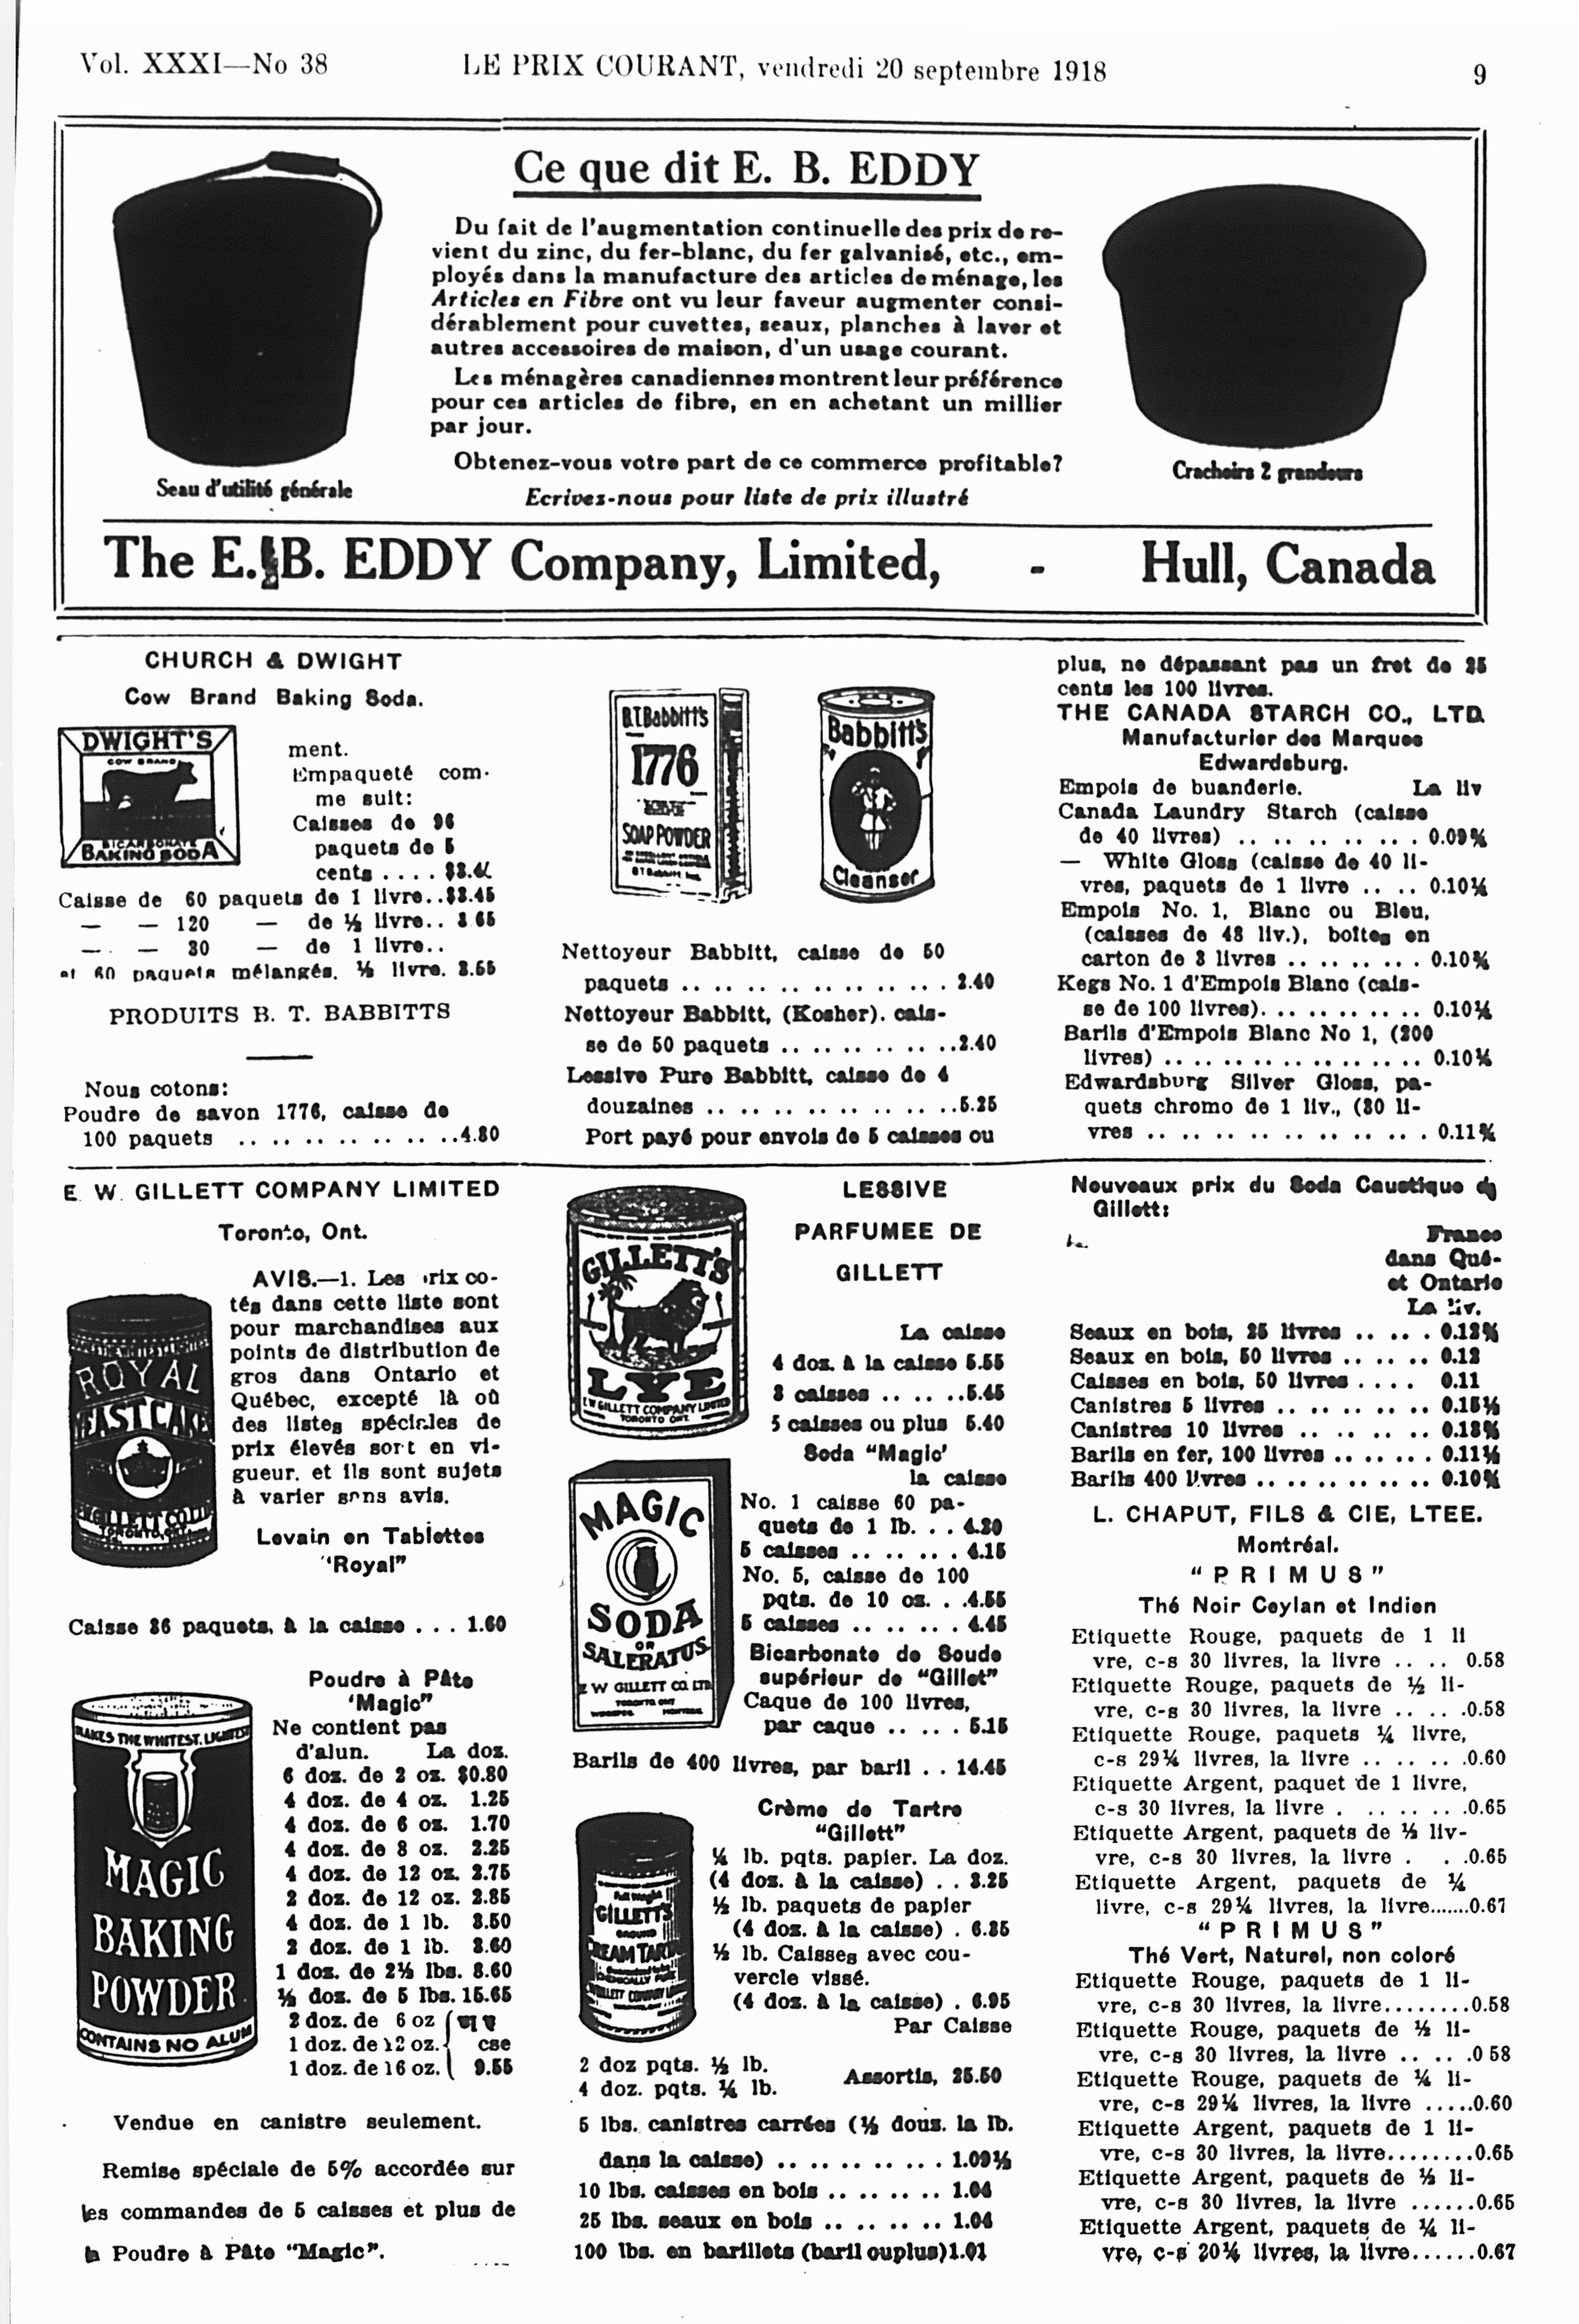 Vol. XXXI—No 38
LE PRIX COURANT, vendredi 20 septembre 1918
9
Ce que dit E. B. EDDY
Du fait de l'augmentation continuelle des prix de re-
vient du zinc, du fer-blanc, du fer galvanisé, etc., em-
ployés dans la manufacture des articles de ménage, les
Articles en Fibre ont vu leur faveur augmenter consi-
dérablement pour cuvettes, seaux, planches à laver et
autres accessoires de maison, d'un usage courant.
Les ménagères canadiennes montrent leur préférence
pour ces articles de fibre, en en achetant un millier
par jour.
Obtenez-vous votre part de ce commerce profitable?
Ecrivez-nous pour liste de prix illustré
Seau d'utilité générale
Crachoirs 2 grandeurs
The E. B. EDDY Company, Limited, - Hull, Canada
CHURCH & DWIGHT
Cow Brand Baking Soda.
DWIGHT'S
COW BRAND
BICARBONATE
BAKING SODA
ment.
Empaqueté com-
me suit:
Caisses de 96
paquets de 5
cents .... $3.4
Caisse de 60 paquets de 1 livre..$3.45
— — 120 — de ½ livre.. 3 65
— — 30 — de 1 livre..
et 60 paquets mélangés, ½ livre. 3.55
PRODUITS B. T. BABBITTS
Nous cotons:
Poudre de savon 1776, caisse de
100 paquets .. .. .. .. .. .. ..4.80
B.T. Babbitt's
1776
SOAP POWDER
Babbitt's
Cleanser
Nettoyeur Babbitt, caisse de 50
paquets .. .. .. .. .. .. .. . 2.40
Nettoyeur Babbitt, (Kosher). cais-
se de 50 paquets .. .. .. .. .. ..2.40
Lessive Pure Babbitt, caisse de 4
douzaines .. .. .. .. .. .. .. ..5.25
Port payé pour envois de 5 caisses ou
plus, ne dépassant pas un fret de 25
cents les 100 livres.
THE CANADA STARCH CO., LTD.
Manufacturier des Marques
Edwardsburg.
Empois de buanderie. La liv
Canada Laundry Starch (caisse
de 40 livres) .. .. .. .. .. . 0.09¾
— White Gloss (caisse de 40 li-
vres, paquets de 1 livre .. .. 0.10¼
Empois No. 1, Blanc ou Bleu,
(caisses de 48 liv.), boites en
carton de 3 livres .. .. .. .. . 0.10¾
Kegs No. 1 d'Empois Blanc (cais-
se de 100 livres). .. .. .. .. .. 0.10¼
Barils d'Empois Blanc No 1, (200
livres) .. .. .. .. .. .. .. .. 0.10¼
Edwardsburg Silver Gloss, pa-
quets chromo de 1 liv., (30 li-
vres .. .. .. .. .. .. .. .. . 0.11¾
E. W. GILLETT COMPANY LIMITED
Toronto, Ont.
ROYAL
YEAST CAKES
E.W. GILLETT CO. LTD.
TORONTO, ONT.
AVIS.—1. Les prix co-
tés dans cette liste sont
pour marchandises aux
points de distribution de
gros dans Ontario et
Québec, excepté là où
des listes spéciales de
prix élevés sort en vi-
gueur. et ils sont sujets
à varier sans avis.
Levain en Tablettes
"Royal"
Caisse 36 paquets, à la caisse . . . 1.60
MAKES THE WHITEST, LIGHTEST
MAGIC
BAKING
POWDER
CONTAINS NO ALUM
Poudre à Pâte
'Magic"
Ne contient pas
d'alun. La doz.
6 doz. de 2 oz. $0.80
4 doz. de 4 oz. 1.25
4 doz. de 6 oz. 1.70
4 doz. de 8 oz. 2.25
4 doz. de 12 oz. 2.75
2 doz. de 12 oz. 2.85
4 doz. de 1 lb. 3.50
2 doz. de 1 lb. 3.60
1 doz. de 2½ lbs. 8.60
½ doz. de 5 lbs. 15.65
2 doz. de 6 oz
1 doz. de 12 oz. cse
1 doz. de 16 oz. 9.55
Vendue en canistre seulement.
Remise spéciale de 5% accordée sur
les commandes de 5 caisses et plus de
la Poudre à Pâte "Magic".
GILLETT'S
LYE
E W GILLETT COMPANY LIMITED
TORONTO ONT.
LESSIVE
PARFUMEE DE
GILLETT
La caisse
4 doz. à la caisse 5.55
3 caisses .. .. ..5.45
5 caisses ou plus 5.40
MAGIC
SODA
OR
SALERATUS
E W GILLETT CO. LTD.
TORONTO ONT
WINNIPEG MONTREAL
Soda "Magic'
la caisse
No. 1 caisse 60 pa-
quets de 1 lb. . . 4.20
5 caisses .. .. .. . 4.15
No. 5, caisse de 100
pqts. de 10 oz. . .4.55
5 caisses .. .. .. . 4.45
Bicarbonate de Soude
supérieur de "Gillet"
Caque de 100 livres,
par caque .. .. . 5.15
Barils de 400 livres, par baril . . 14.45
GILLETT'S
GROUND
CREAM TARTAR
CHEMICALLY PURE
Crème de Tartre
"Gillett"
¼ lb. pqts. papier. La doz.
(4 doz. à la caisse) . . 3.25
½ lb. paquets de papier
(4 doz. à la caisse) . 6.35
½ lb. Caisses avec cou-
vercle vissé.
(4 doz. à la caisse) . 6.95
Par Caisse
2 doz pqts. ½ lb.
4 doz. pqts. ¼ lb.
Assortis, 25.50
5 lbs. canistres carrées (½ douz. la lb.
dans la caisse) .. .. .. .. .. . 1.09½
10 lbs. caisses en bois .. .. .. .. 1.04
25 lbs. seaux en bois .. .. .. .. 1.04
100 lbs. en barillets (baril ouplus)1.01
Nouveaux prix du Soda Caustique de
Gillett:
Franco
dans Qué-
et Ontario
La liv.
Seaux en bois, 25 livres .. .. . 0.12¾
Seaux en bois, 50 livres .. .. .. 0.12
Caisses en bois, 50 livres .. .. 0.11
Canistres 5 livres .. .. .. .. .. 0.15½
Canistres 10 livres .. .. .. .. 0.13¾
Barils en fer, 100 livres .. .. .. . 0.11½
Barils 400 livres .. .. .. .. .. .. 0.10¾
L. CHAPUT, FILS & CIE, LTEE.
Montréal.
"PRIMUS"
Thé Noir Ceylan et Indien
Etiquette Rouge, paquets de 1 li
vre, c-s 30 livres, la livre .. .. 0.58
Etiquette Rouge, paquets de ½ li-
vre, c-s 30 livres, la livre .. .. .0.58
Etiquette Rouge, paquets ¼ livre,
c-s 29¼ livres, la livre .. .. .. .0.60
Etiquette Argent, paquet de 1 livre,
c-s 30 livres, la livre . .. .. .. .0.65
Etiquette Argent, paquets de ½ liv-
vre, c-s 30 livres, la livre . . .0.65
Etiquette Argent, paquets de ¼
livre, c-s 29¼ livres, la livre.......0.67
"PRIMUS"
Thé Vert, Naturel, non coloré
Etiquette Rouge, paquets de 1 li-
vre, c-s 30 livres, la livre........0.58
Etiquette Rouge, paquets de ½ li-
vre, c-s 30 livres, la livre .. .. .0 58
Etiquette Rouge, paquets de ¼ li-
vre, c-s 29¼ livres, la livre .....0.60
Etiquette Argent, paquets de 1 li-
vre, c-s 30 livres, la livre........0.65
Etiquette Argent, paquets de ½ li-
vre, c-s 30 livres, la livre ......0.65
Etiquette Argent, paquets de ¼ li-
vre, c-s 20¼ livres, la livre......0.67